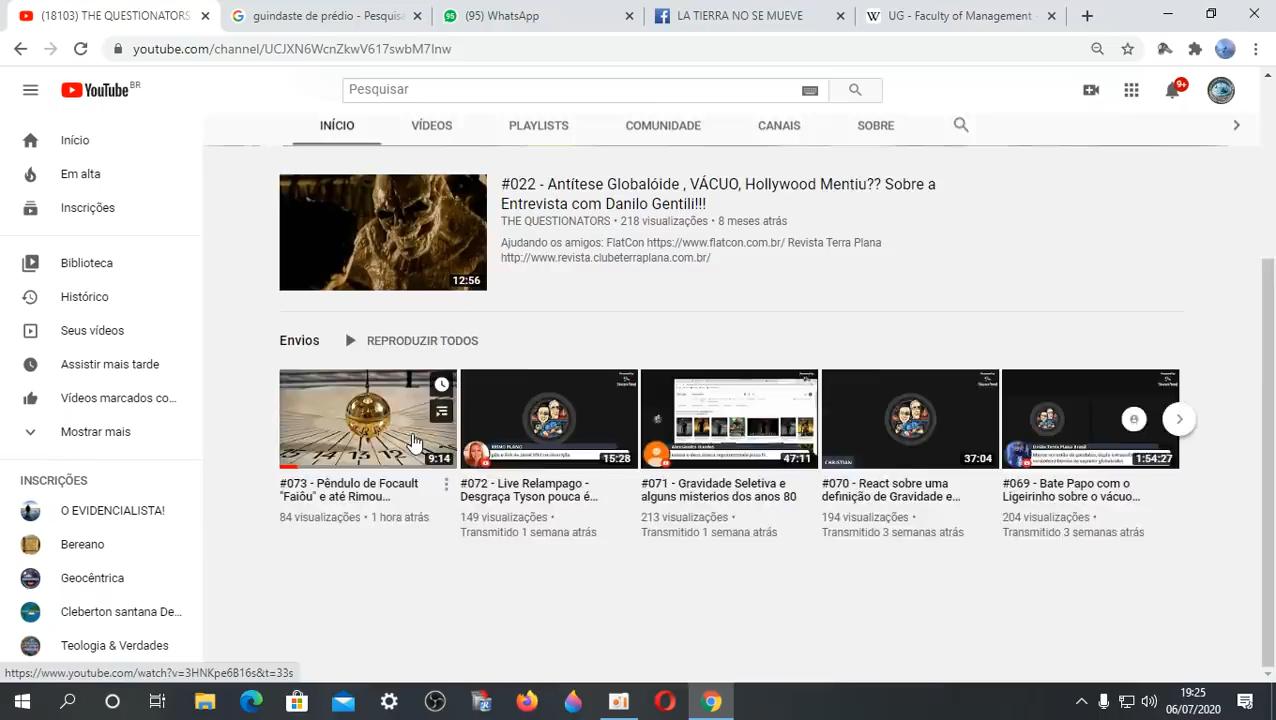 (18103) THE QUESTIONATORS
guindaste de prédio - Pesquisa
(95) WhatsApp
LA TIERRA NO SE MUEVE
UG - Faculty of Management
youtube.com/channel/UCJXN6WcnZkwV617swbM7Inw
YouTube BR
Pesquisar
9+
INÍCIO
VÍDEOS
PLAYLISTS
COMUNIDADE
CANAIS
SOBRE
Início
Em alta
Inscrições
Biblioteca
Histórico
Seus vídeos
Assistir mais tarde
Vídeos marcados co...
Mostrar mais
INSCRIÇÕES
O EVIDENCIALISTA!
Bereano
Geocêntrica
Cleberton santana De...
Teologia & Verdades
#022 - Antítese Globalóide , VÁCUO, Hollywood Mentiu?? Sobre a
Entrevista com Danilo Gentili!!!
THE QUESTIONATORS • 218 visualizações • 8 meses atrás
Ajudando os amigos: FlatCon https://www.flatcon.com.br/ Revista Terra Plana
http://www.revista.clubeterraplana.com.br/
12:56
Envios
REPRODUZIR TODOS
9:14
#073 - Pêndulo de Focault
"Faiôu" e até Rimou...
84 visualizações • 1 hora atrás
15:28
#072 - Live Relampago -
Desgraça Tyson pouca é...
149 visualizações •
Transmitido 1 semana atrás
47:11
#071 - Gravidade Seletiva e
alguns misterios dos anos 80
213 visualizações •
Transmitido 1 semana atrás
CHRISTIAN
37:04
#070 - React sobre uma
definição de Gravidade e...
194 visualizações •
Transmitido 3 semanas atrás
1:54:27
#069 - Bate Papo com o
Ligeirinho sobre o vácuo...
204 visualizações •
Transmitido 3 semanas atrás
https://www.youtube.com/watch?v=3HNKpe6B16s&t=33s
19:25
06/07/2020